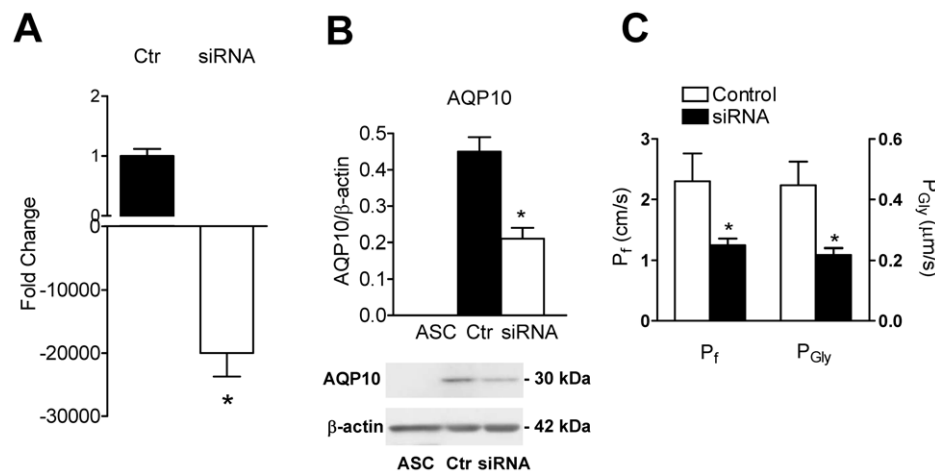 A
Ctr siRNA
2
1
0
0
-10000
-20000
-30000
Fold Change
*
B
AQP10
0.5
0.4
0.3
0.2
0.1
0.0
AQP10/β-actin
*
ASC Ctr siRNA
AQP10 - 30 kDa
β-actin - 42 kDa
ASC Ctr siRNA
C
Control
siRNA
3
2
1
0
Pf (cm/s)
0.6
0.4
0.2
0.0
PGly (μm/s)
* *
Pf PGly